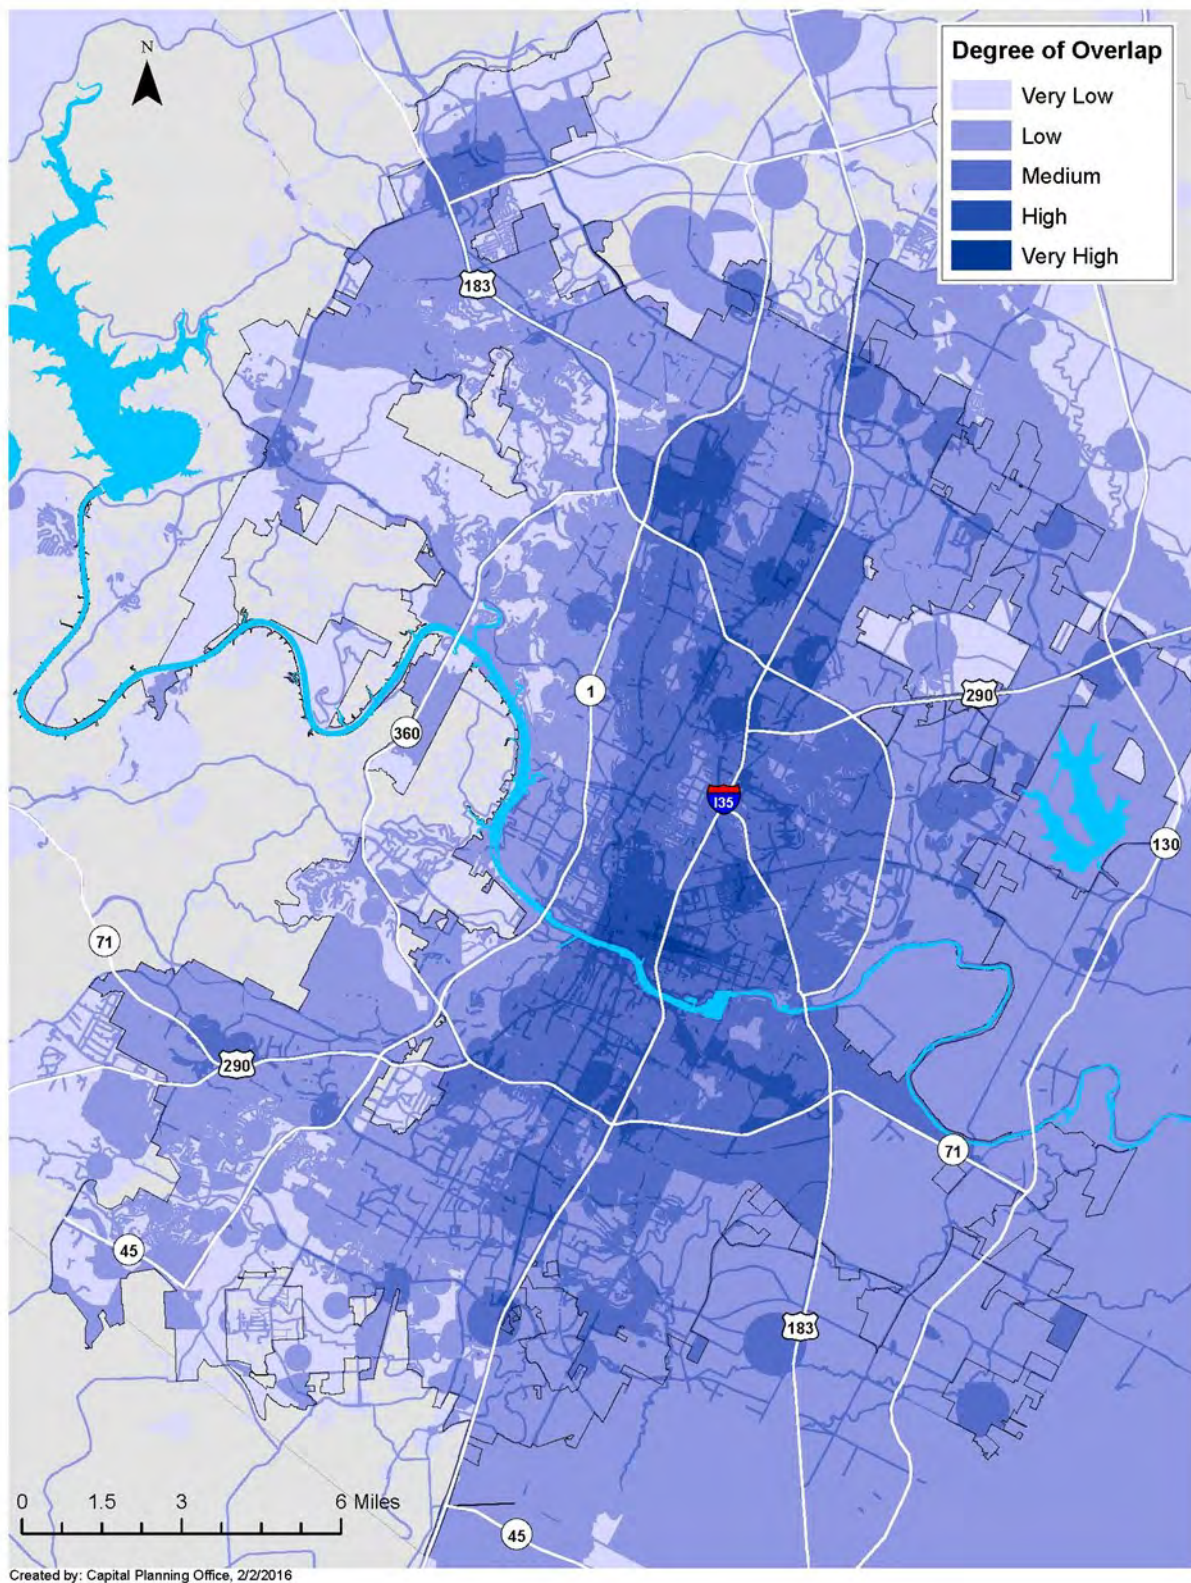 N
Degree of Overlap
Very Low
Low
Medium
High
Very High
183
1
290
360
I35
130
71
290
71
45
183
0 1.5 3 6 Miles
45
Created by: Capital Planning Office, 2/2/2016